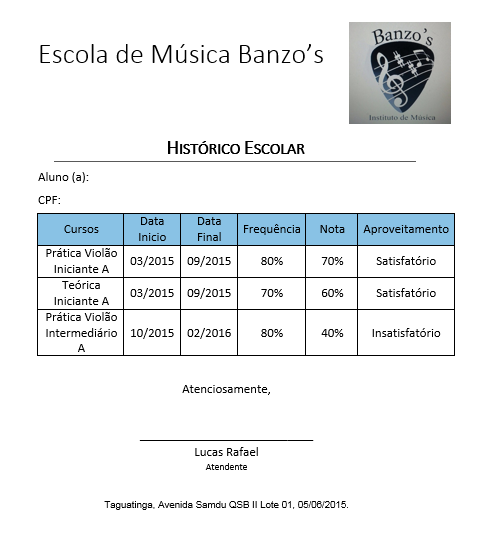 Escola de Música Banzo's
Banzo's
Instituto de Música
HISTÓRICO ESCOLAR
Aluno (a):
CPF:
Cursos Data Inicio Data Final Frequência Nota Aproveitamento
Prática Violão Iniciante A 03/2015 09/2015 80% 70% Satisfatório
Teórica Iniciante A 03/2015 09/2015 70% 60% Satisfatório
Prática Violão Intermediário A 10/2015 02/2016 80% 40% Insatisfatório
Atenciosamente,
Lucas Rafael
Atendente
Taguatinga, Avenida Samdu QSB II Lote 01, 05/06/2015.